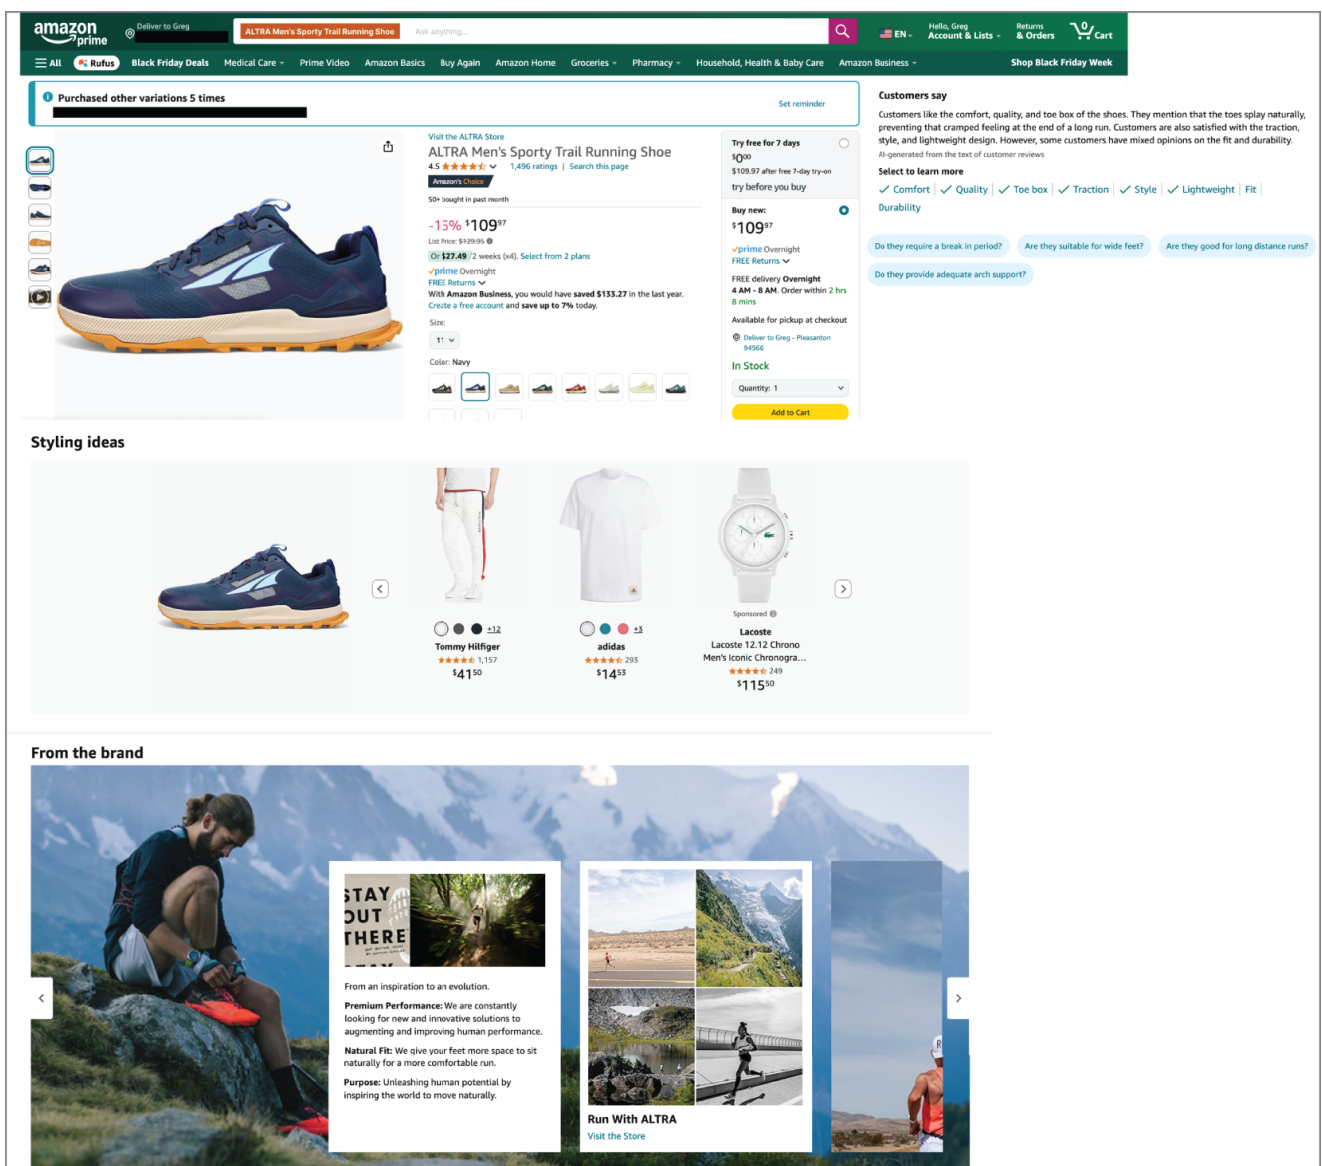 amazon
prime
Deliver to Greg
ALTRA Men's Sporty Trail Running Shoe
Ask anything...
EN
Hello, Greg
Account & Lists
Returns
& Orders
0
Cart
All
Rufus
Black Friday Deals
Medical Care
Prime Video
Amazon Basics
Buy Again
Amazon Home
Groceries
Pharmacy
Household, Health & Baby Care
Amazon Business
Shop Black Friday Week
Purchased other variations 5 times
Set reminder
Visit the ALTRA Store
ALTRA Men's Sporty Trail Running Shoe
4.5
1,496 ratings | Search this page
Amazon's Choice
50+ bought in past month
-15% $109 97
List Price: $129.95
Or $27.49 /2 weeks (x4). Select from 2 plans
prime Overnight
FREE Returns
With Amazon Business, you would have saved $133.27 in the last year.
Create a free account and save up to 7% today.
Size:
11
Color: Navy
Try free for 7 days
$0 00
$109.97 after free 7-day try-on
try before you buy
Buy new:
$109 97
prime Overnight
FREE Returns
FREE delivery Overnight
4 AM - 8 AM. Order within 2 hrs
8 mins
Available for pickup at checkout
Deliver to Greg - Pleasanton
94566
In Stock
Quantity: 1
Add to Cart
Customers say
Customers like the comfort, quality, and toe box of the shoes. They mention that the toes splay naturally,
preventing that cramped feeling at the end of a long run. Customers are also satisfied with the traction,
style, and lightweight design. However, some customers have mixed opinions on the fit and durability.
AI-generated from the text of customer reviews
Select to learn more
Comfort | Quality | Toe box | Traction | Style | Lightweight | Fit |
Durability
Do they require a break in period?
Are they suitable for wide feet?
Are they good for long distance runs?
Do they provide adequate arch support?
Styling ideas
+12
Tommy Hilfiger
1,157
$41 50
+3
adidas
293
$14 53
Sponsored
Lacoste
Lacoste 12.12 Chrono
Men's Iconic Chronogra...
249
$115 50
From the brand
STAY
OUT
THERE
STAY
From an inspiration to an evolution.
Premium Performance: We are constantly
looking for new and innovative solutions to
augmenting and improving human performance.
Natural Fit: We give your feet more space to sit
naturally for a more comfortable run.
Purpose: Unleashing human potential by
inspiring the world to move naturally.
Run With ALTRA
Visit the Store